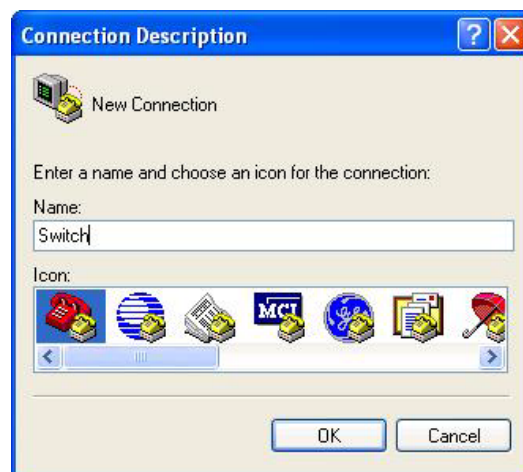 Connection Description
New Connection
Enter a name and choose an icon for the connection:
Name:
Switch
Icon:
MCI
OK
Cancel